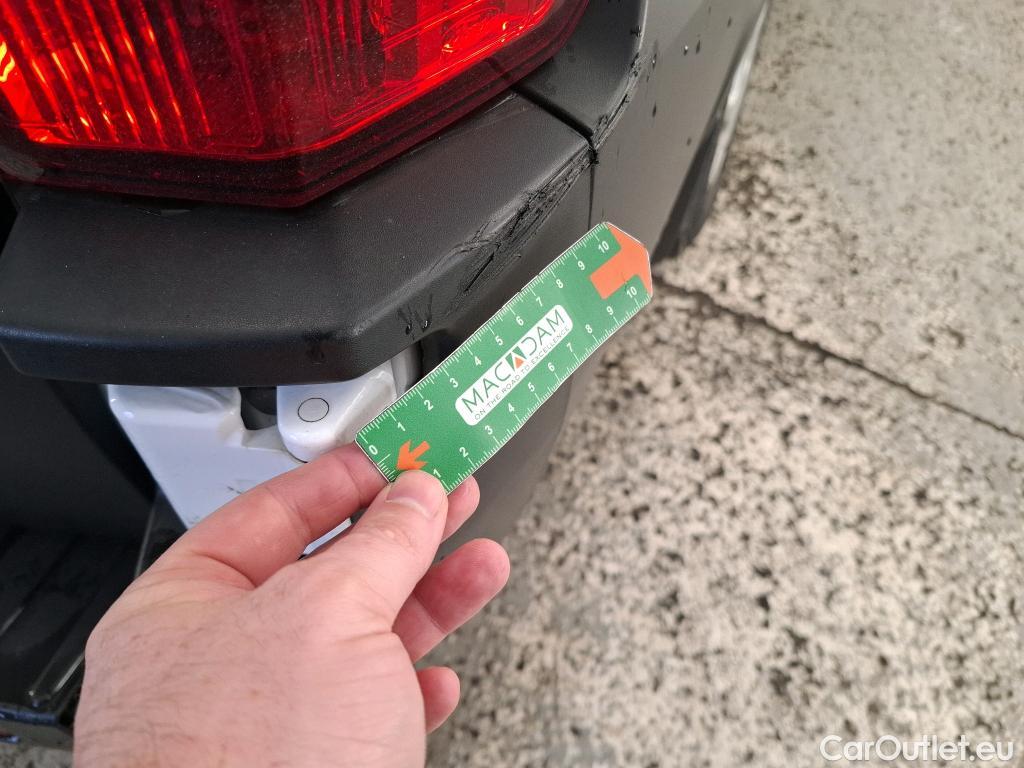 0 1 2 3 4 5 6 7 8 9 10
MACADAM
ON THE ROAD TO EXCELLENCE
1 2 3 4 5 6 7 8 9 10
CarOutlet.eu